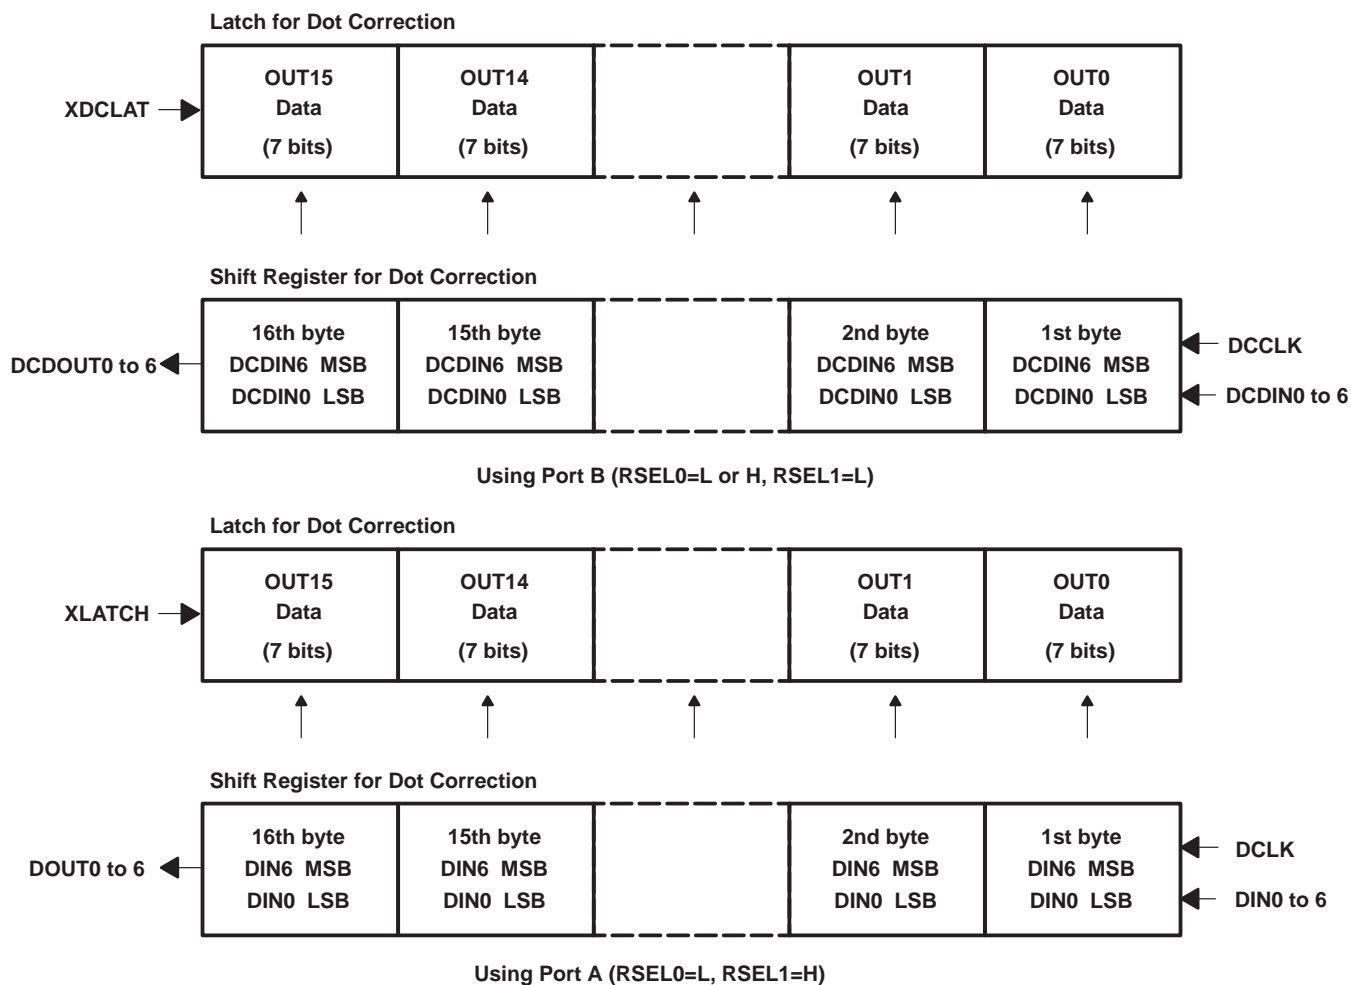 Latch for Dot Correction
XDCLAT
OUT15
Data
(7 bits)
OUT14
Data
(7 bits)
OUT1
Data
(7 bits)
OUT0
Data
(7 bits)
Shift Register for Dot Correction
DCDOUT0 to 6
16th byte
DCDIN6 MSB
DCDIN0 LSB
15th byte
DCDIN6 MSB
DCDIN0 LSB
2nd byte
DCDIN6 MSB
DCDIN0 LSB
1st byte
DCDIN6 MSB
DCDIN0 LSB
DCCLK
DCDIN0 to 6
Using Port B (RSEL0=L or H, RSEL1=L)
Latch for Dot Correction
XLATCH
OUT15
Data
(7 bits)
OUT14
Data
(7 bits)
OUT1
Data
(7 bits)
OUT0
Data
(7 bits)
Shift Register for Dot Correction
DOUT0 to 6
16th byte
DIN6 MSB
DIN0 LSB
15th byte
DIN6 MSB
DIN0 LSB
2nd byte
DIN6 MSB
DIN0 LSB
1st byte
DIN6 MSB
DIN0 LSB
DCLK
DIN0 to 6
Using Port A (RSEL0=L, RSEL1=H)